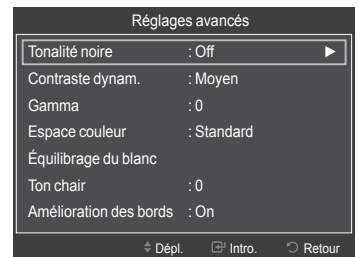 Réglages avancés
Tonalité noire : Off ►
Contraste dynam. : Moyen
Gamma : 0
Espace couleur : Standard
Équilibrage du blanc
Ton chair : 0
Amélioration des bords : On
Dépl. Intro. Retour